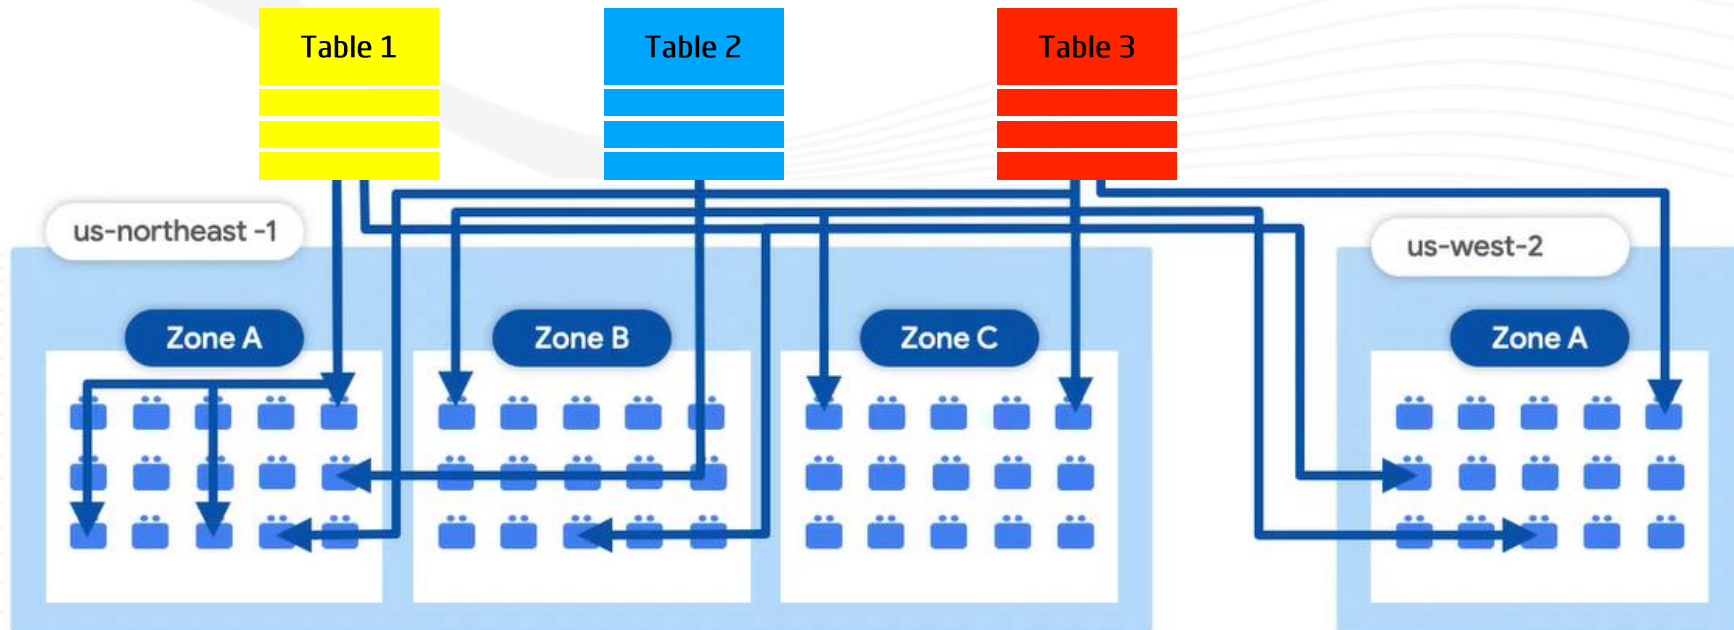 Table 1
Table 2
Table 3
us-northeast -1
us-west-2
Zone A
Zone B
Zone C
Zone A